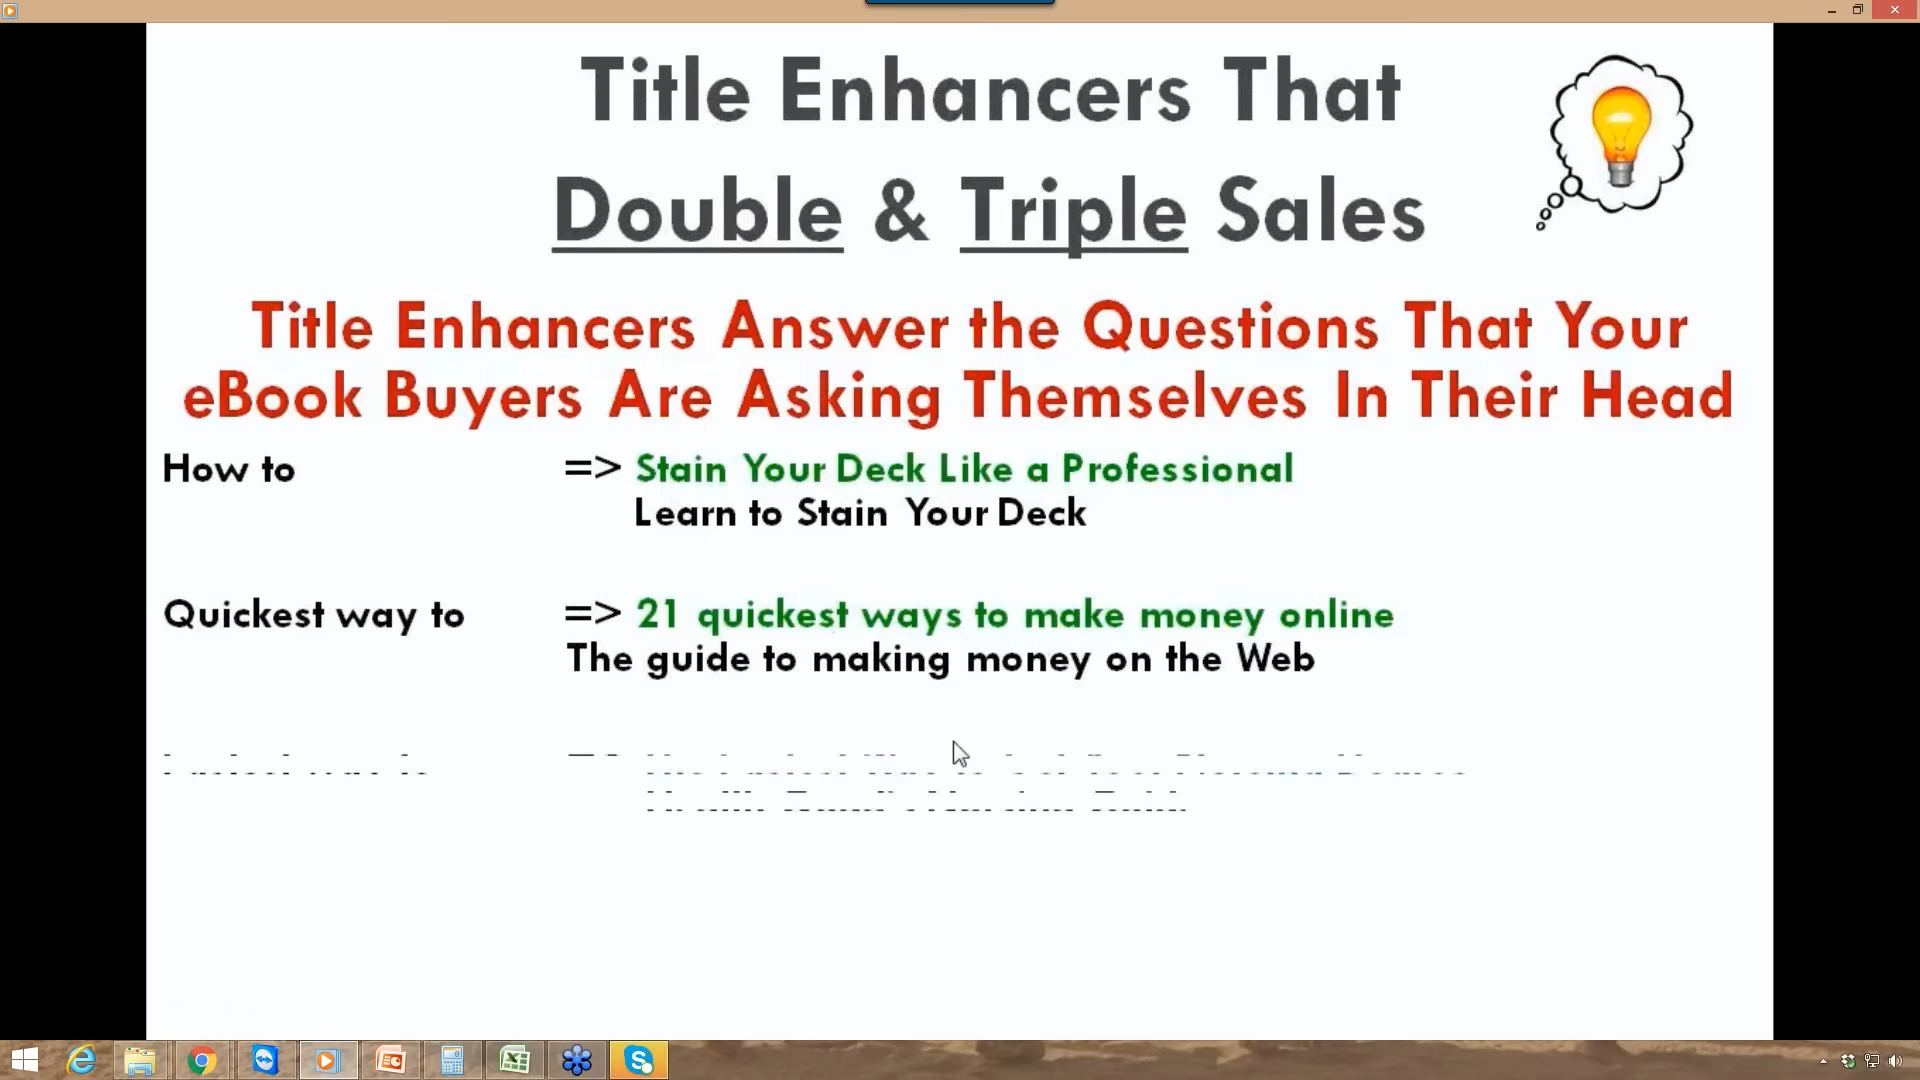 Title Enhancers That
Double & Triple Sales
Title Enhancers Answer the Questions That Your
eBook Buyers Are Asking Themselves In Their Head
How to => Stain Your Deck Like a Professional
Learn to Stain Your Deck
Quickest way to => 21 quickest ways to make money online
The guide to making money on the Web